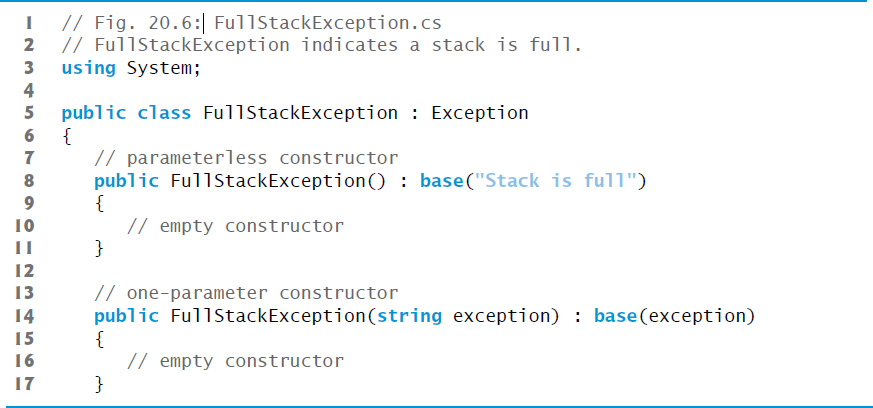 1 // Fig. 20.6: FullStackException.cs
2 // FullStackException indicates a stack is full.
3 using System;
4
5 public class FullStackException : Exception
6 {
7 // parameterless constructor
8 public FullStackException() : base("Stack is full")
9 {
10 // empty constructor
11 }
12
13 // one-parameter constructor
14 public FullStackException(string exception) : base(exception)
15 {
16 // empty constructor
17 }